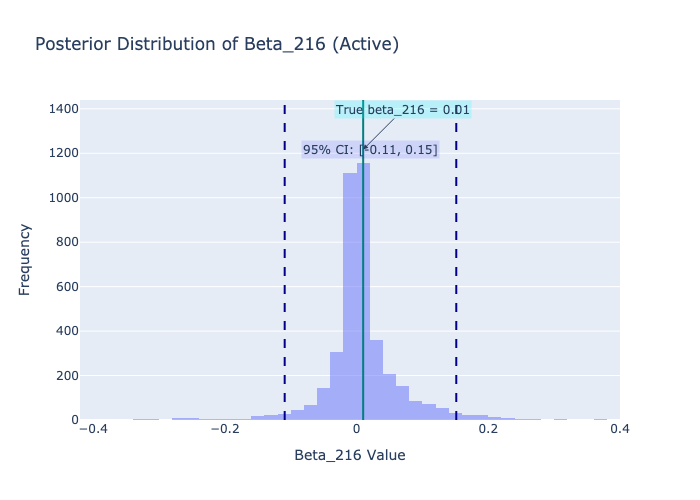 Posterior Distribution of Beta_216 (Active)
1400
True beta_216 = 0.01
1200
95% CI: [-0.11, 0.15]
1000
800
600
400
200
0
Frequency
−0.4
−0.2
0
0.2
0.4
Beta_216 Value